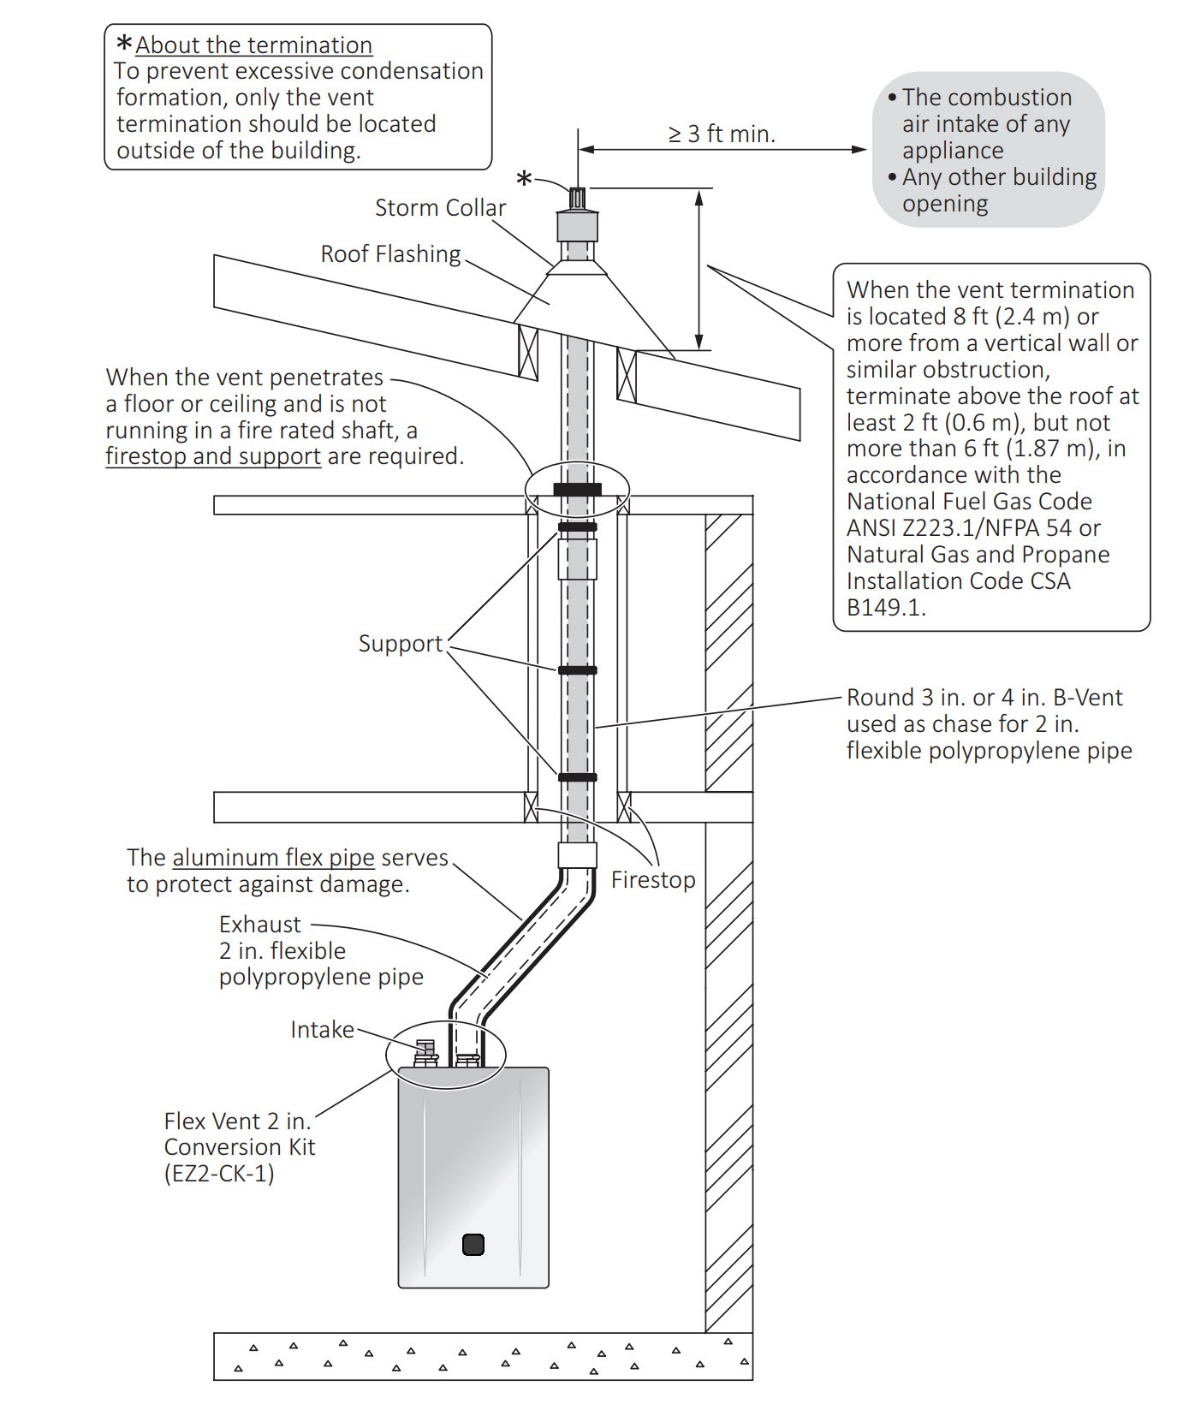 *About the termination
To prevent excessive condensation
formation, only the vent
termination should be located
outside of the building.
≥ 3 ft min.
• The combustion
air intake of any
appliance
• Any other building
opening
*
Storm Collar
Roof Flashing
When the vent termination
is located 8 ft (2.4 m) or
more from a vertical wall or
similar obstruction,
terminate above the roof at
least 2 ft (0.6 m), but not
more than 6 ft (1.87 m), in
accordance with the
National Fuel Gas Code
ANSI Z223.1/NFPA 54 or
Natural Gas and Propane
Installation Code CSA
B149.1.
When the vent penetrates
a floor or ceiling and is not
running in a fire rated shaft, a
firestop and support are required.
Support
Round 3 in. or 4 in. B-Vent
used as chase for 2 in.
flexible polypropylene pipe
The aluminum flex pipe serves
to protect against damage.
Firestop
Exhaust
2 in. flexible
polypropylene pipe
Intake
Flex Vent 2 in.
Conversion Kit
(EZ2-CK-1)